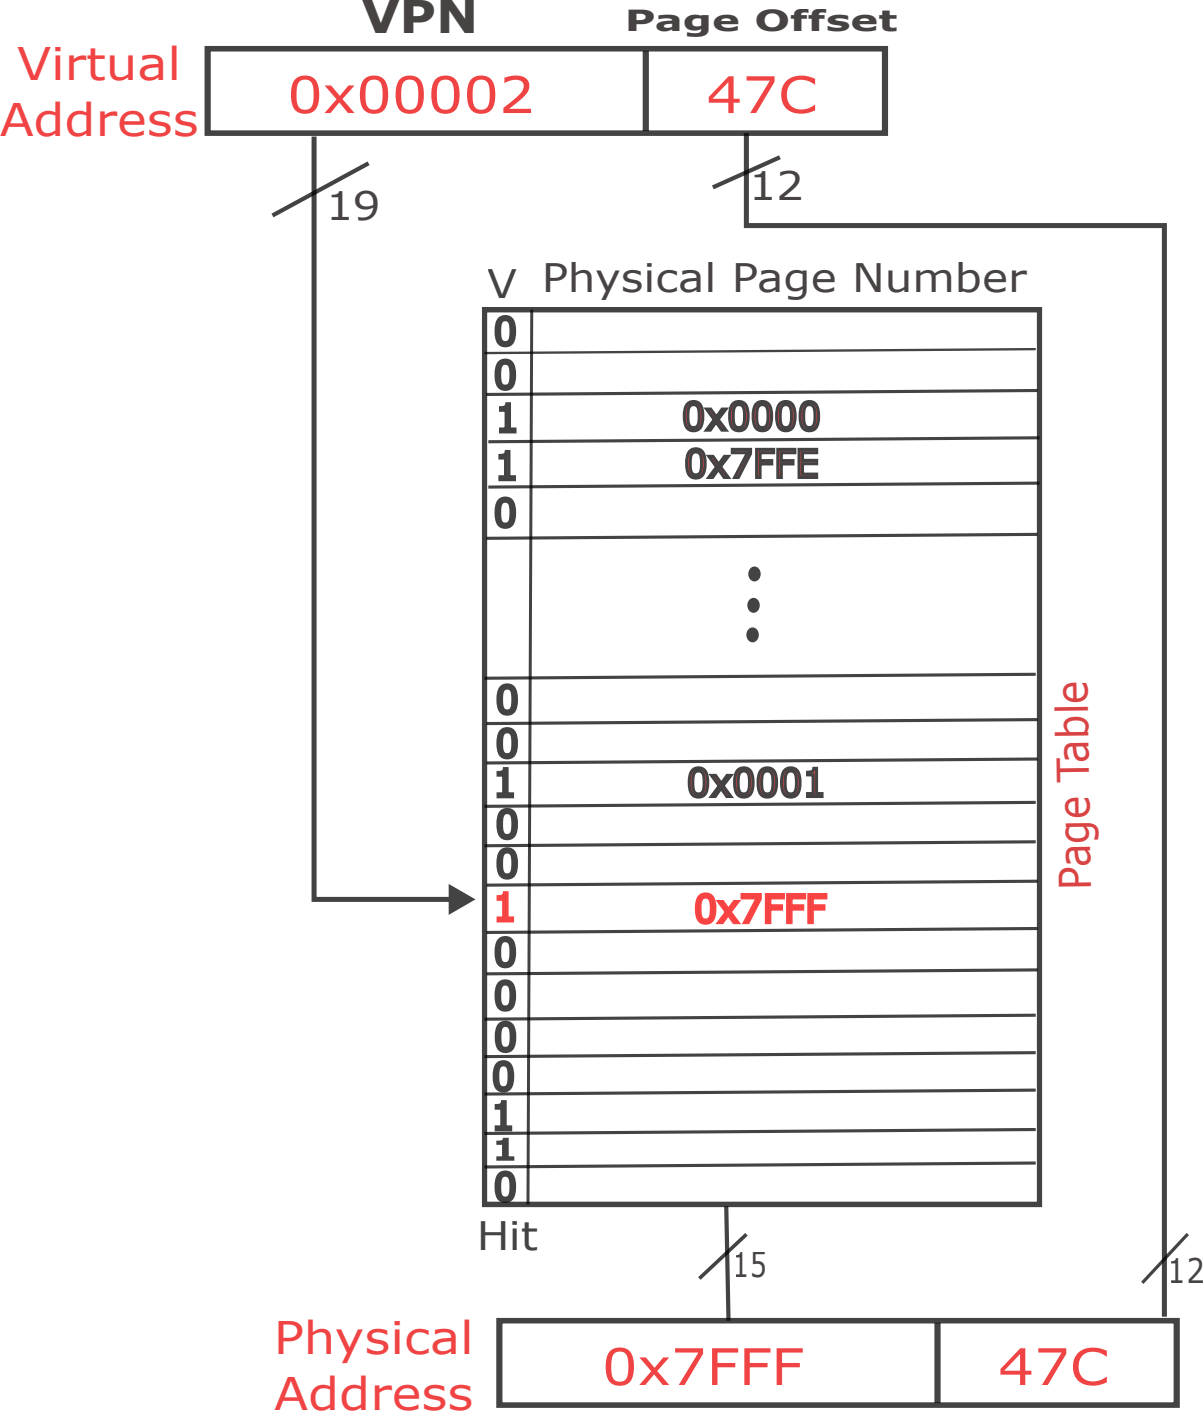 VPN Page Offset
Virtual
Address
0x00002 47C
19
12
V Physical Page Number
0
0
1 0x0000
1 0x7FFE
0
0
0
1 0x0001
0
0
1 0x7FFF
0
0
0
0
1
1
0
Page Table
Hit
15
12
Physical
Address
0x7FFF 47C